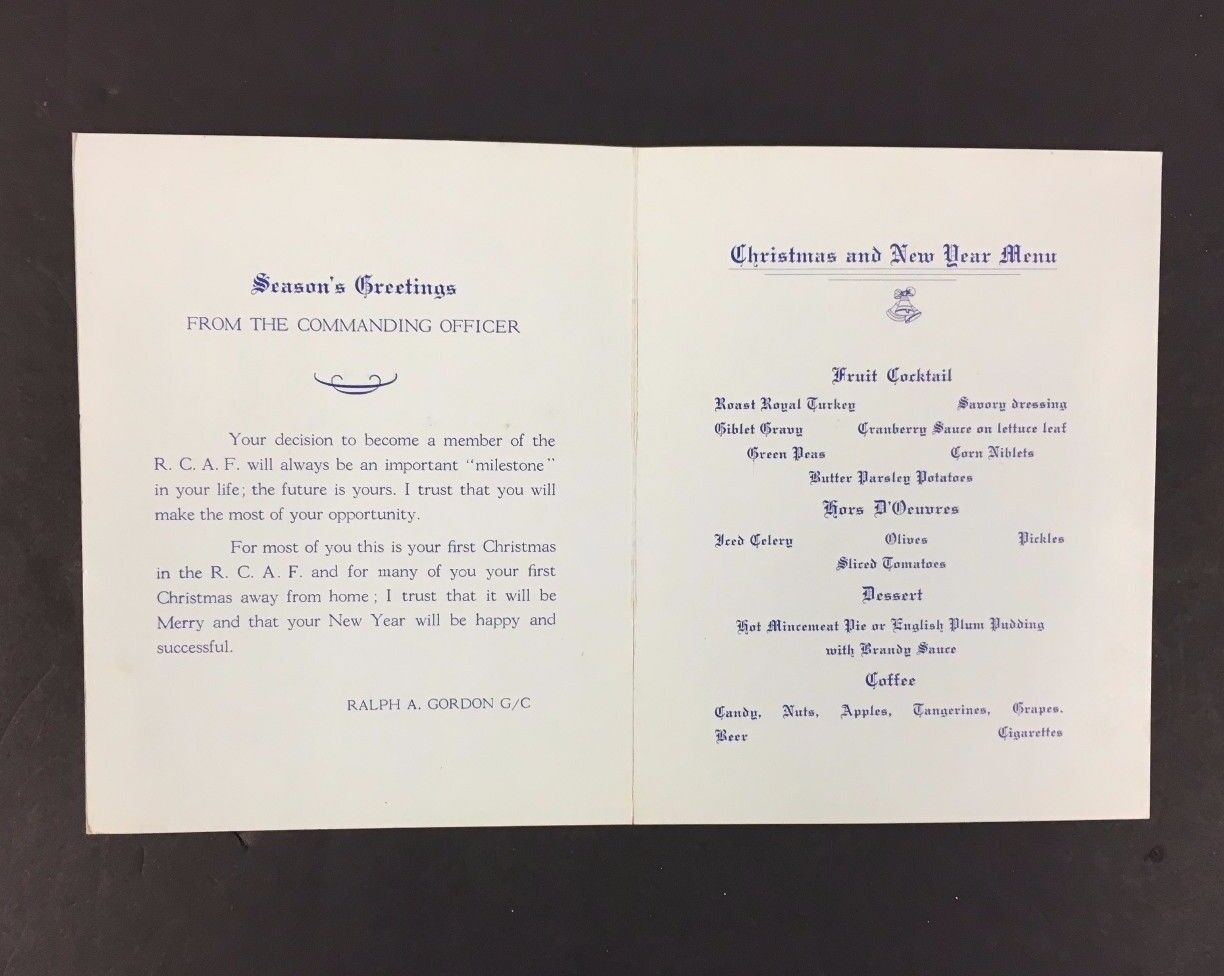 Season's Greetings
FROM THE COMMANDING OFFICER
Your decision to become a member of the
R. C. A. F. will always be an important "milestone"
in your life; the future is yours. I trust that you will
make the most of your opportunity.
For most of you this is your first Christmas
in the R. C. A. F. and for many of you your first
Christmas away from home; I trust that it will be
Merry and that your New Year will be happy and
successful.
RALPH A. GORDON G/C
Christmas and New Year Menu
Fruit Cocktail
Roast Royal Turkey Savory dressing
Giblet Gravy Cranberry Sauce on lettuce leaf
Green Peas Corn Niblets
Butter Parsley Potatoes
Hors D'Oeuvres
Iced Celery Olives Pickles
Sliced Tomatoes
Dessert
Hot Mincemeat Pie or English Plum Pudding
with Brandy Sauce
Coffee
Candy, Nuts, Apples, Tangerines, Grapes.
Beer Cigarettes